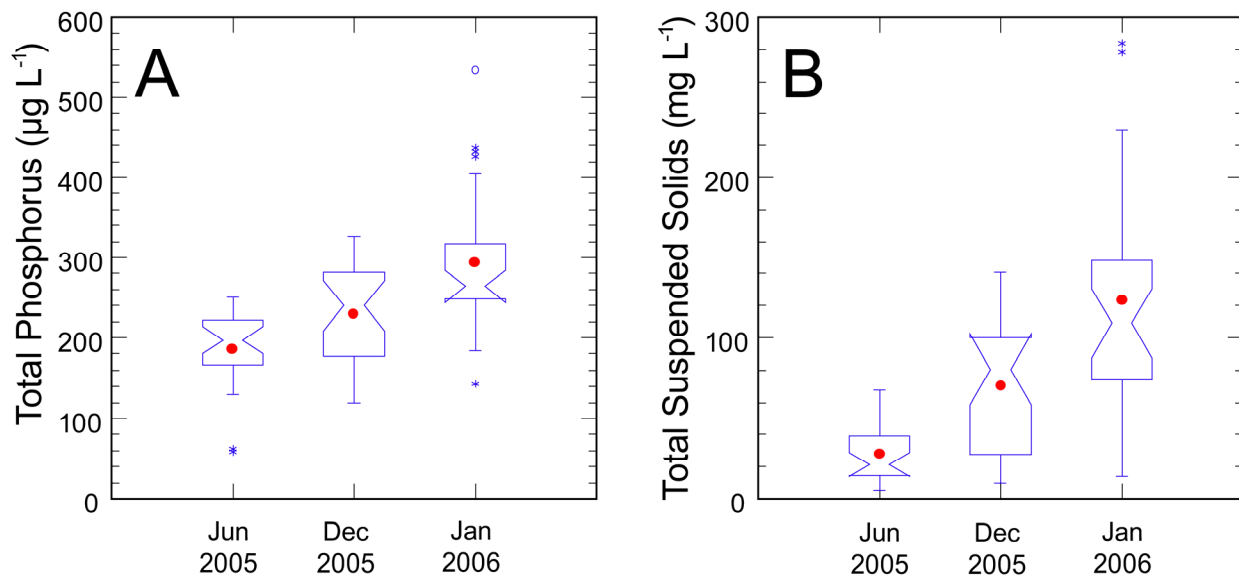 A
Total Phosphorus (µg L-1)
600
500
400
300
200
100
0
Jun
2005
Dec
2005
Jan
2006
B
Total Suspended Solids (mg L-1)
300
200
100
0
Jun
2005
Dec
2005
Jan
2006